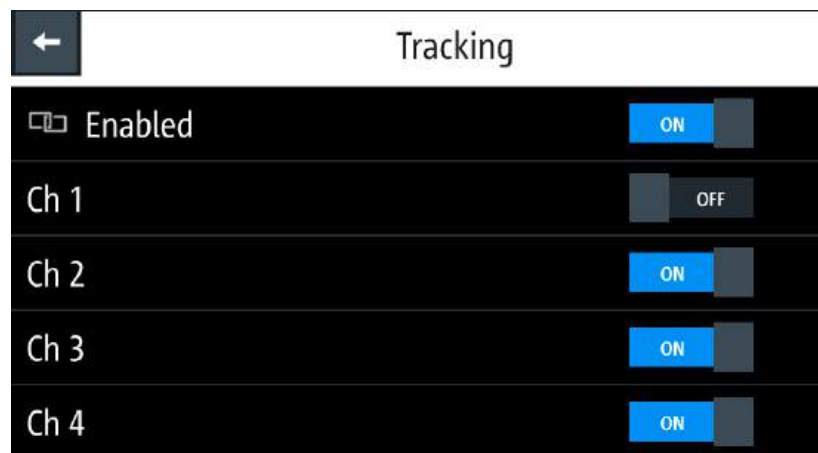 Tracking
Enabled ON
Ch 1 OFF
Ch 2 ON
Ch 3 ON
Ch 4 ON